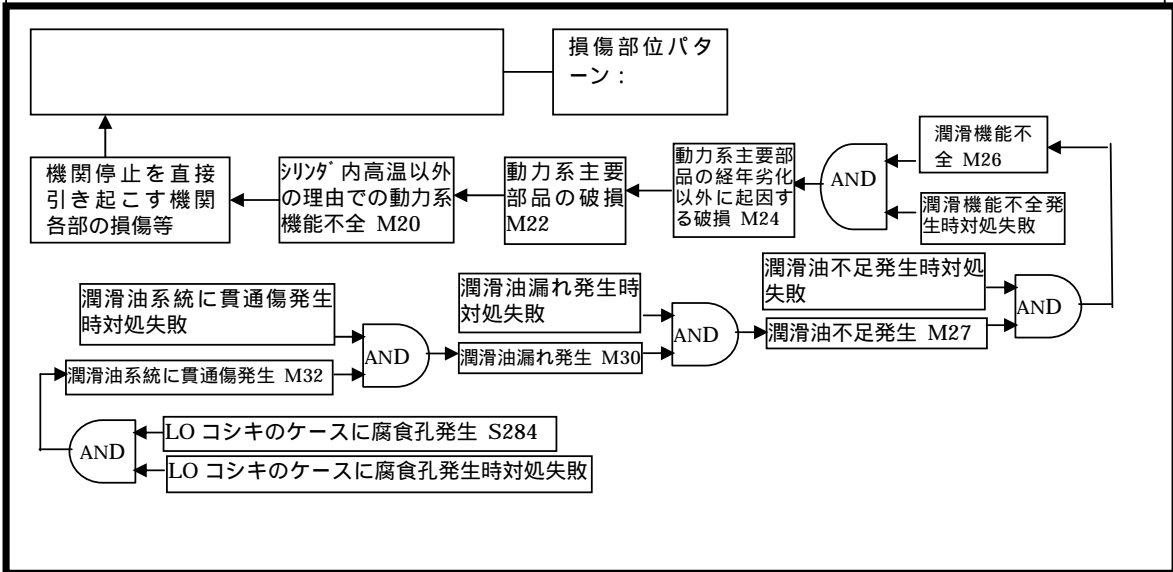 損傷部位パタ
ーン：
機関停止を直接
引き起こす機関
各部の損傷等
ｼﾘﾝﾀﾞ内高温以外
の理由での動力系
機能不全 M20
動力系主要
部品の破損
M22
動力系主要部
品の経年劣化
以外に起因す
る破損 M24
AND
潤滑機能不
全 M26
潤滑機能不全発
生時対処失敗
潤滑油系統に貫通傷発生
時対処失敗
潤滑油系統に貫通傷発生 M32
AND
潤滑油漏れ発生時
対処失敗
潤滑油漏れ発生 M30
AND
潤滑油不足発生時対処
失敗
潤滑油不足発生 M27
AND
AND
LO コシキのケースに腐食孔発生 S284
LO コシキのケースに腐食孔発生時対処失敗